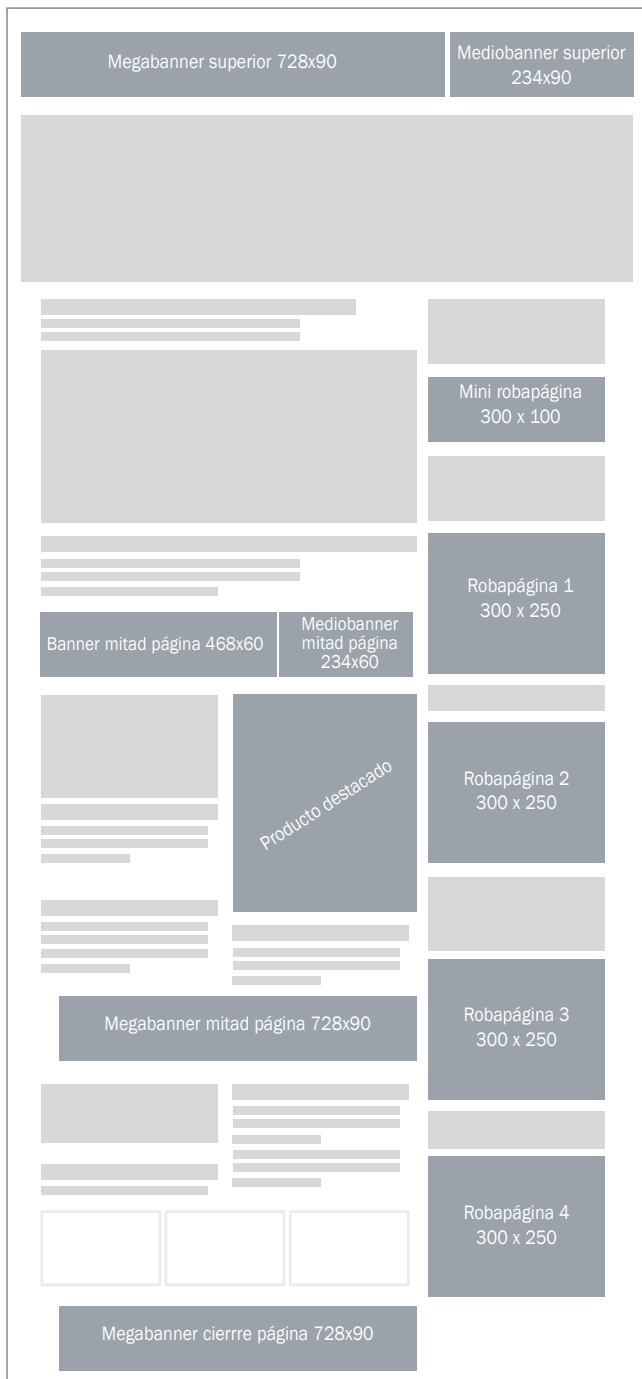 Megabanner superior 728x90
Mediobanner superior
234x90
Mini robapágina
300 x 100
Robapágina 1
300 x 250
Banner mitad página 468x60
Mediobanner
mitad página
234x60
Producto destacado
Robapágina 2
300 x 250
Megabanner mitad página 728x90
Robapágina 3
300 x 250
Robapágina 4
300 x 250
Megabanner cierrre página 728x90